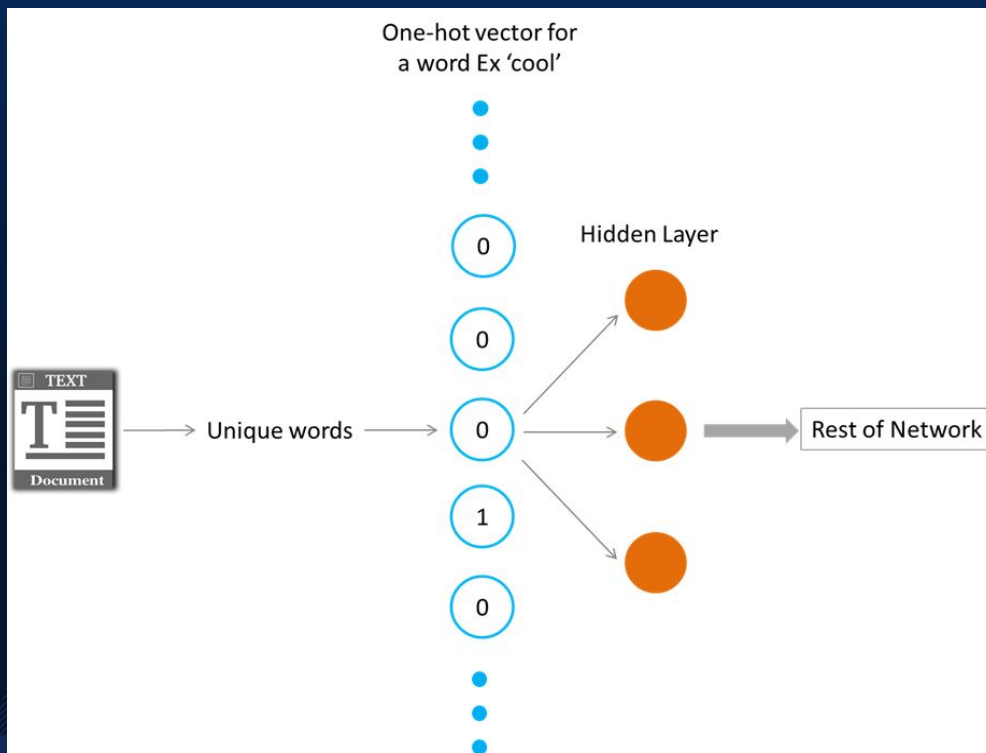 One-hot vector for
a word Ex ‘cool’
0
Hidden Layer
0
TEXT
T
Document
Unique words
0
Rest of Network
1
0